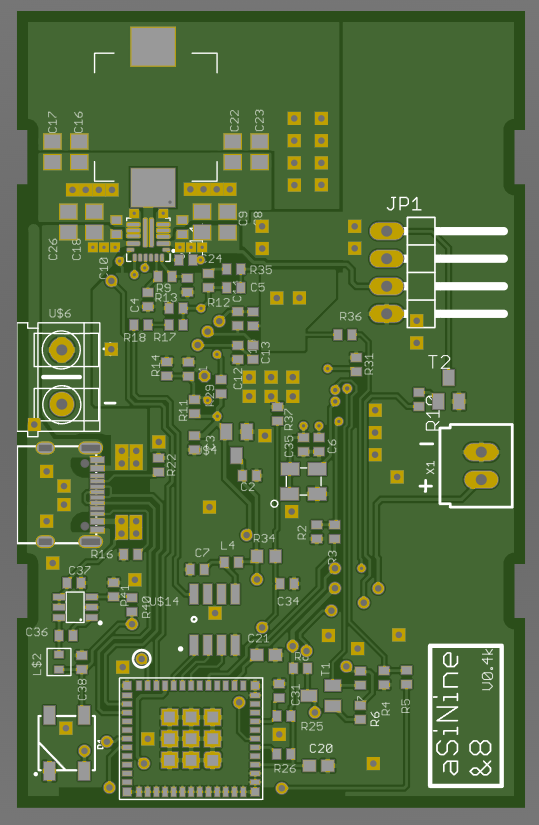 C17
C16
C22
C23
JP1
C9
C8
C26
C18
C10
C24
R35
R9
R13
C5
R12
C4
U$6
R18
R17
R36
C13
C12
R14
R31
T2
R29
R11
R37
R10
-
X1
+
C35
C6
R22
C2
R2
R3
R34
R16
L4
C7
C37
C34
R41
R40
U$14
C36
C21
L$2
C38
T1
C31
R25
R6
R4
R5
R26
C20
aSiNine
&8
V0.4k